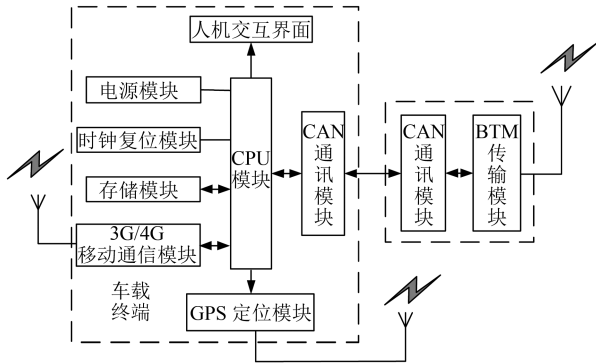 人机交互界面
电源模块
时钟复位模块
存储模块
3G/4G
移动通信模块
车载
终端
CPU
模块
GPS 定位模块
CAN
通
讯
模
块
CAN
通
讯
模
块
BTM
传
输
模
块